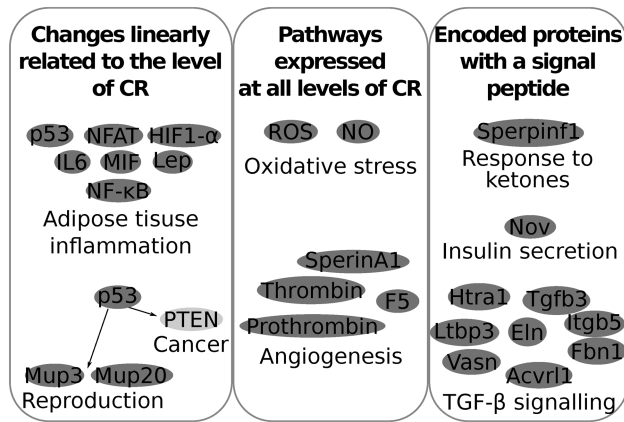 Changes linearly
related to the level
of CR
p53 NFAT HIF1-α
IL6 MIF Lep
NF-κB
Adipose tisuse
inflammation
p53
PTEN
Cancer
Mup3 Mup20
Reproduction
Pathways
expressed
at all levels of CR
ROS NO
Oxidative stress
SperinA1
Thrombin
F5
Prothrombin
Angiogenesis
Encoded proteins
with a signal
peptide
Sperpinf1
Response to
ketones
Nov
Insulin secretion
Htra1 Tgfb3
Ltbp3 Eln Itgb5
Vasn Fbn1
Acvrl1
TGF-β signalling